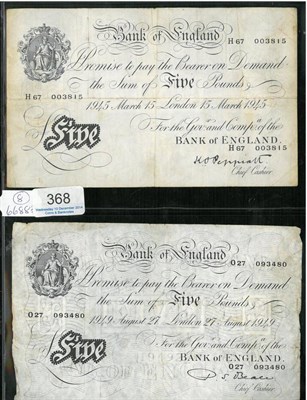 Bank of England
H67 003815
Promise to pay the Bearer on Demand
the Sum of Five Pounds
H67 003815
1945 March 15 London 15 March 1945
For the Gov.r and Comp.a of the
Five
BANK OF ENGLAND.
H67 003815
K O Peppiatt
Chief Cashier
8
368
Bank of England
O27 093480
Promise to pay the Bearer on Demand
the Sum of Five Pounds
O27 093480
1949 August 27 London 27 August 1949
For the Gov.r and Comp.a of the
Five
BANK OF ENGLAND.
O27 093480
P S Beale
Chief Cashier